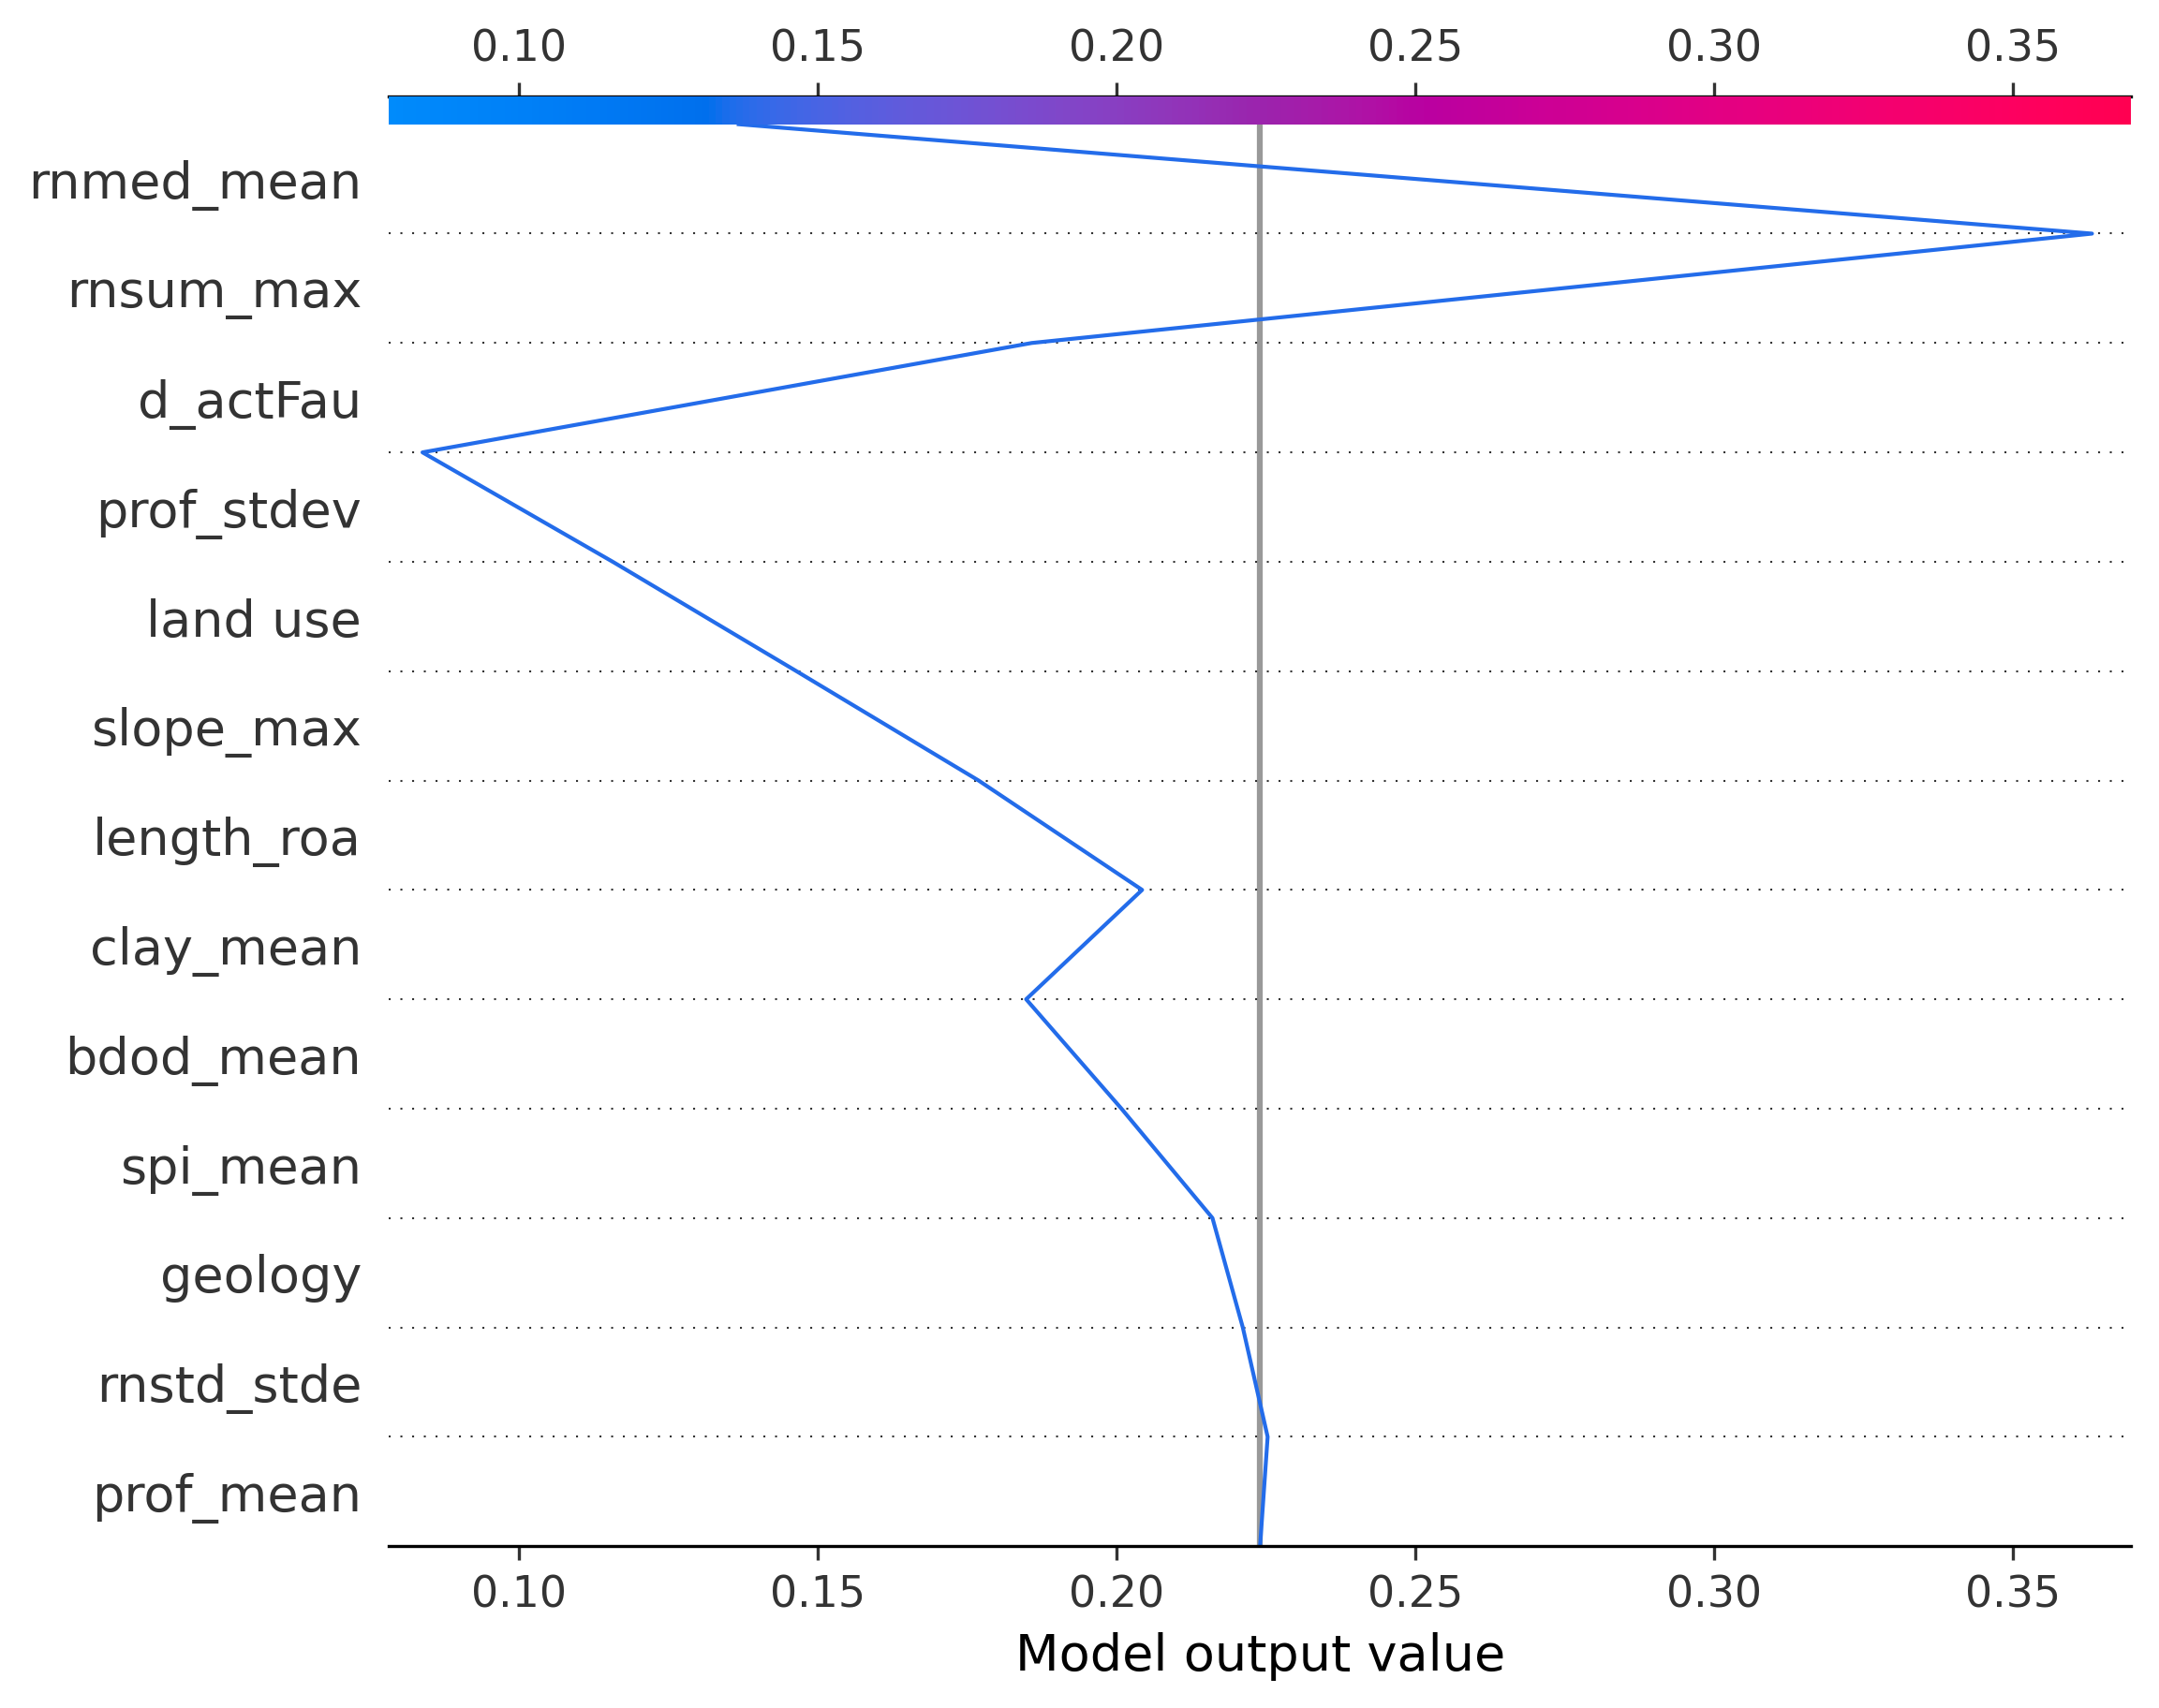 0.10 0.15 0.20 0.25 0.30 0.35
rnmed_mean
rnsum_max
d_actFau
prof_stdev
land use
slope_max
length_roa
clay_mean
bdod_mean
spi_mean
geology
rnstd_stde
prof_mean
0.10 0.15 0.20 0.25 0.30 0.35
Model output value